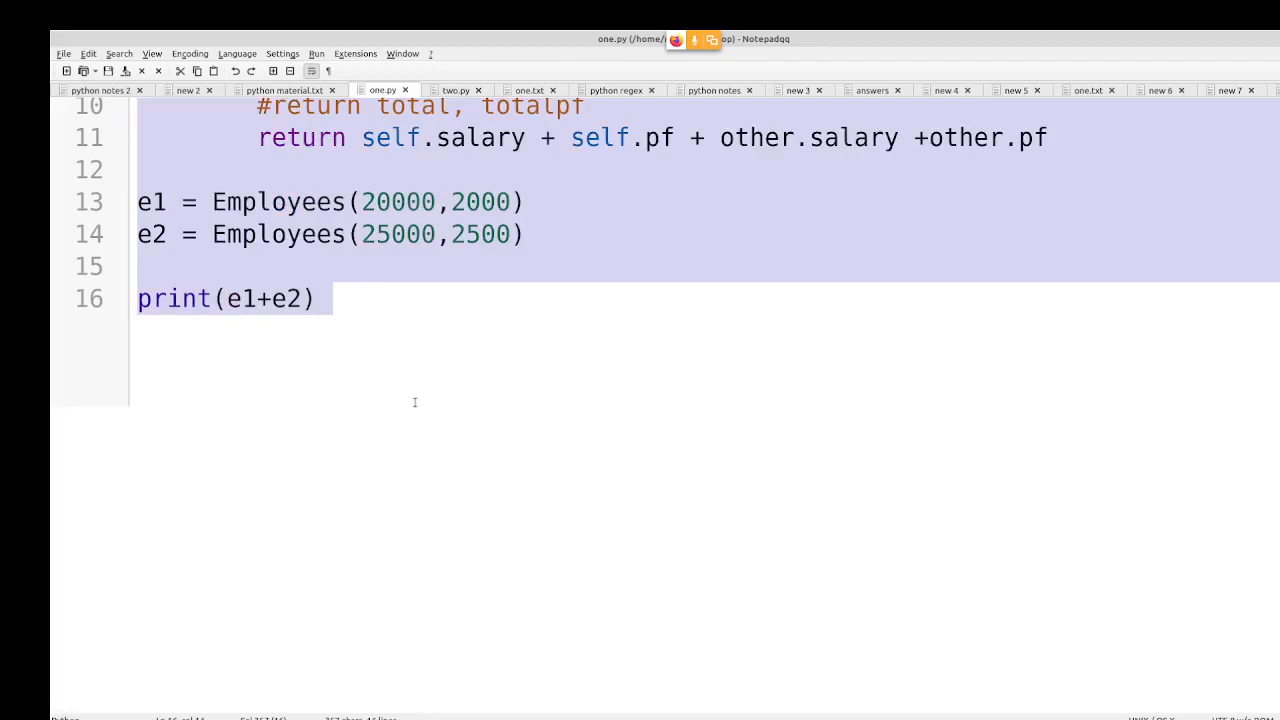 one.py (/home/ op) - Notepadqq
File Edit Search View Encoding Language Settings Run Extensions Window ?
python notes 2 new 2 python material.txt one.py two.py one.txt python regex python notes new 3 answers new 4 new 5 one.txt new 6 new 7
10 #return total, totalpf
11 return self.salary + self.pf + other.salary +other.pf
12
13 e1 = Employees(20000,2000)
14 e2 = Employees(25000,2500)
15
16 print(e1+e2)